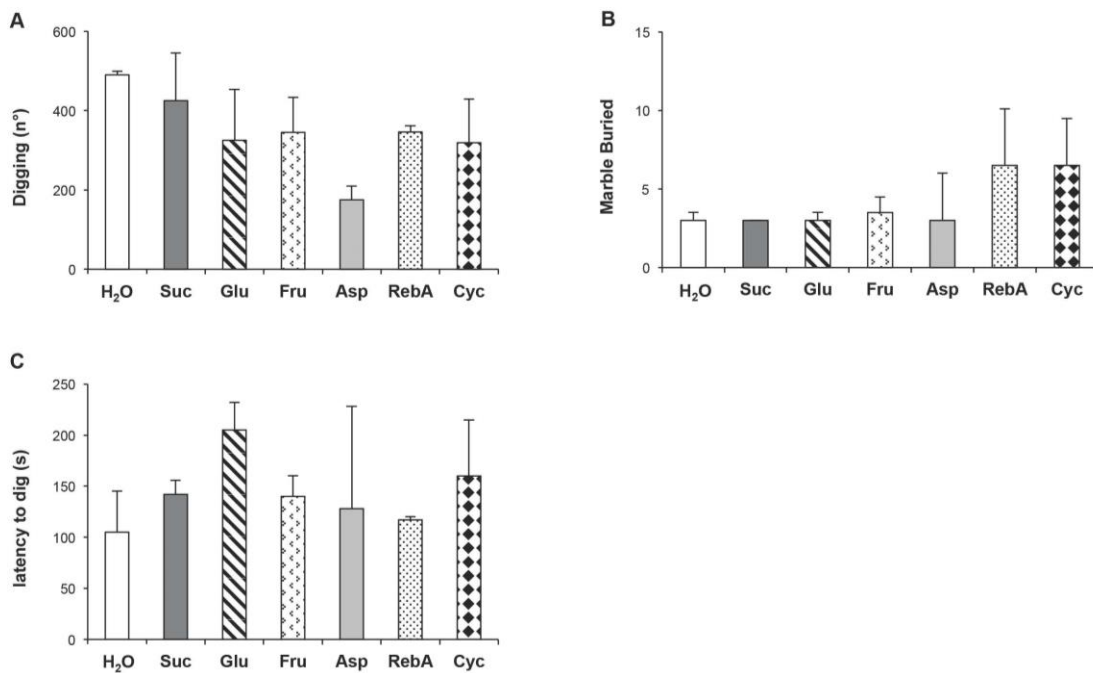 A
Digging (n°)
600
400
200
0
H₂O Suc Glu Fru Asp RebA Cyc
B
Marble Buried
15
10
5
0
H₂O Suc Glu Fru Asp RebA Cyc
C
latency to dig (s)
250
200
150
100
50
0
H₂O Suc Glu Fru Asp RebA Cyc